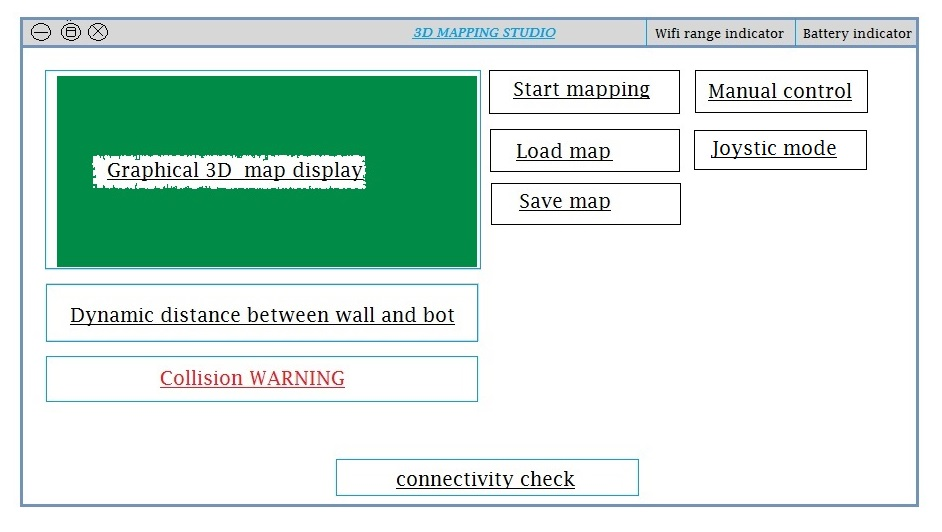 3D MAPPING STUDIO
Wifi range indicator
Battery indicator
Start mapping
Manual control
Graphical 3D map display
Load map
Joystic mode
Save map
Dynamic distance between wall and bot
Collision WARNING
connectivity check